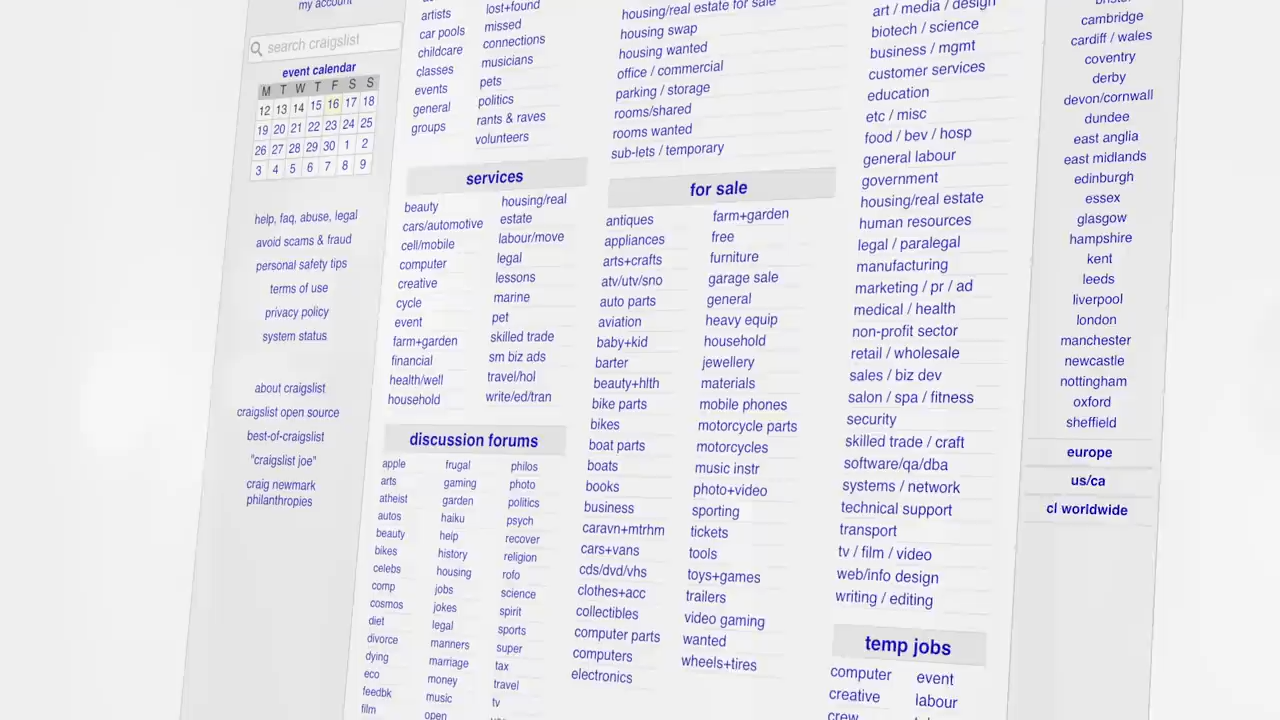 my account
search craigslist
event calendar
M T W T F S S
12 13 14 15 16 17 18
19 20 21 22 23 24 25
26 27 28 29 30 1 2
3 4 5 6 7 8 9
help, faq, abuse, legal
avoid scams & fraud
personal safety tips
terms of use
privacy policy
system status
about craigslist
craigslist open source
best-of-craigslist
"craigslist joe"
craig newmark
philanthropies
artists
car pools
childcare
classes
events
general
groups
lost+found
missed
connections
musicians
pets
politics
rants & raves
volunteers
services
beauty
cars/automotive
cell/mobile
computer
creative
cycle
event
farm+garden
financial
health/well
household
housing/real
estate
labour/move
legal
lessons
marine
pet
skilled trade
sm biz ads
travel/hol
write/ed/tran
discussion forums
apple
arts
atheist
autos
beauty
bikes
celebs
comp
cosmos
diet
divorce
dying
eco
feedbk
film
frugal
gaming
garden
haiku
help
history
housing
jobs
jokes
legal
manners
marriage
money
music
open
philos
photo
politics
psych
recover
religion
rofo
science
spirit
sports
super
tax
travel
tv
housing/real estate for sale
housing swap
housing wanted
office / commercial
parking / storage
rooms/shared
rooms wanted
sub-lets / temporary
for sale
antiques
appliances
arts+crafts
atv/utv/sno
auto parts
aviation
baby+kid
barter
beauty+hlth
bike parts
bikes
boat parts
boats
books
business
caravn+mtrhm
cars+vans
cds/dvd/vhs
clothes+acc
collectibles
computer parts
computers
electronics
farm+garden
free
furniture
garage sale
general
heavy equip
household
jewellery
materials
mobile phones
motorcycle parts
motorcycles
music instr
photo+video
sporting
tickets
tools
toys+games
trailers
video gaming
wanted
wheels+tires
art / media / design
biotech / science
business / mgmt
customer services
education
etc / misc
food / bev / hosp
general labour
government
housing/real estate
human resources
legal / paralegal
manufacturing
marketing / pr / ad
medical / health
non-profit sector
retail / wholesale
sales / biz dev
salon / spa / fitness
security
skilled trade / craft
software/qa/dba
systems / network
technical support
transport
tv / film / video
web/info design
writing / editing
temp jobs
computer
creative
crew
event
labour
bristol
cambridge
cardiff / wales
coventry
derby
devon/cornwall
dundee
east anglia
east midlands
edinburgh
essex
glasgow
hampshire
kent
leeds
liverpool
london
manchester
newcastle
nottingham
oxford
sheffield
europe
us/ca
cl worldwide